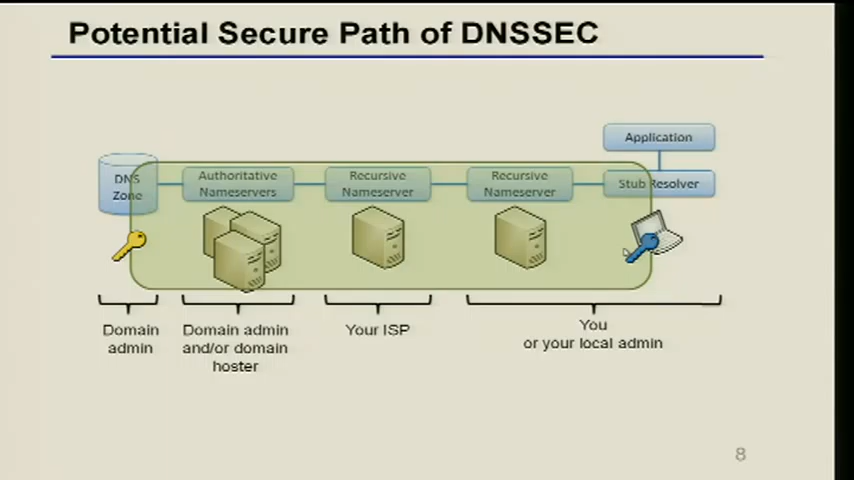 Potential Secure Path of DNSSEC
Application
DNS
Zone
Authoritative
Nameservers
Recursive
Nameserver
Recursive
Nameserver
Stub Resolver
Domain
admin
Domain admin
and/or domain
hoster
Your ISP
You
or your local admin
8